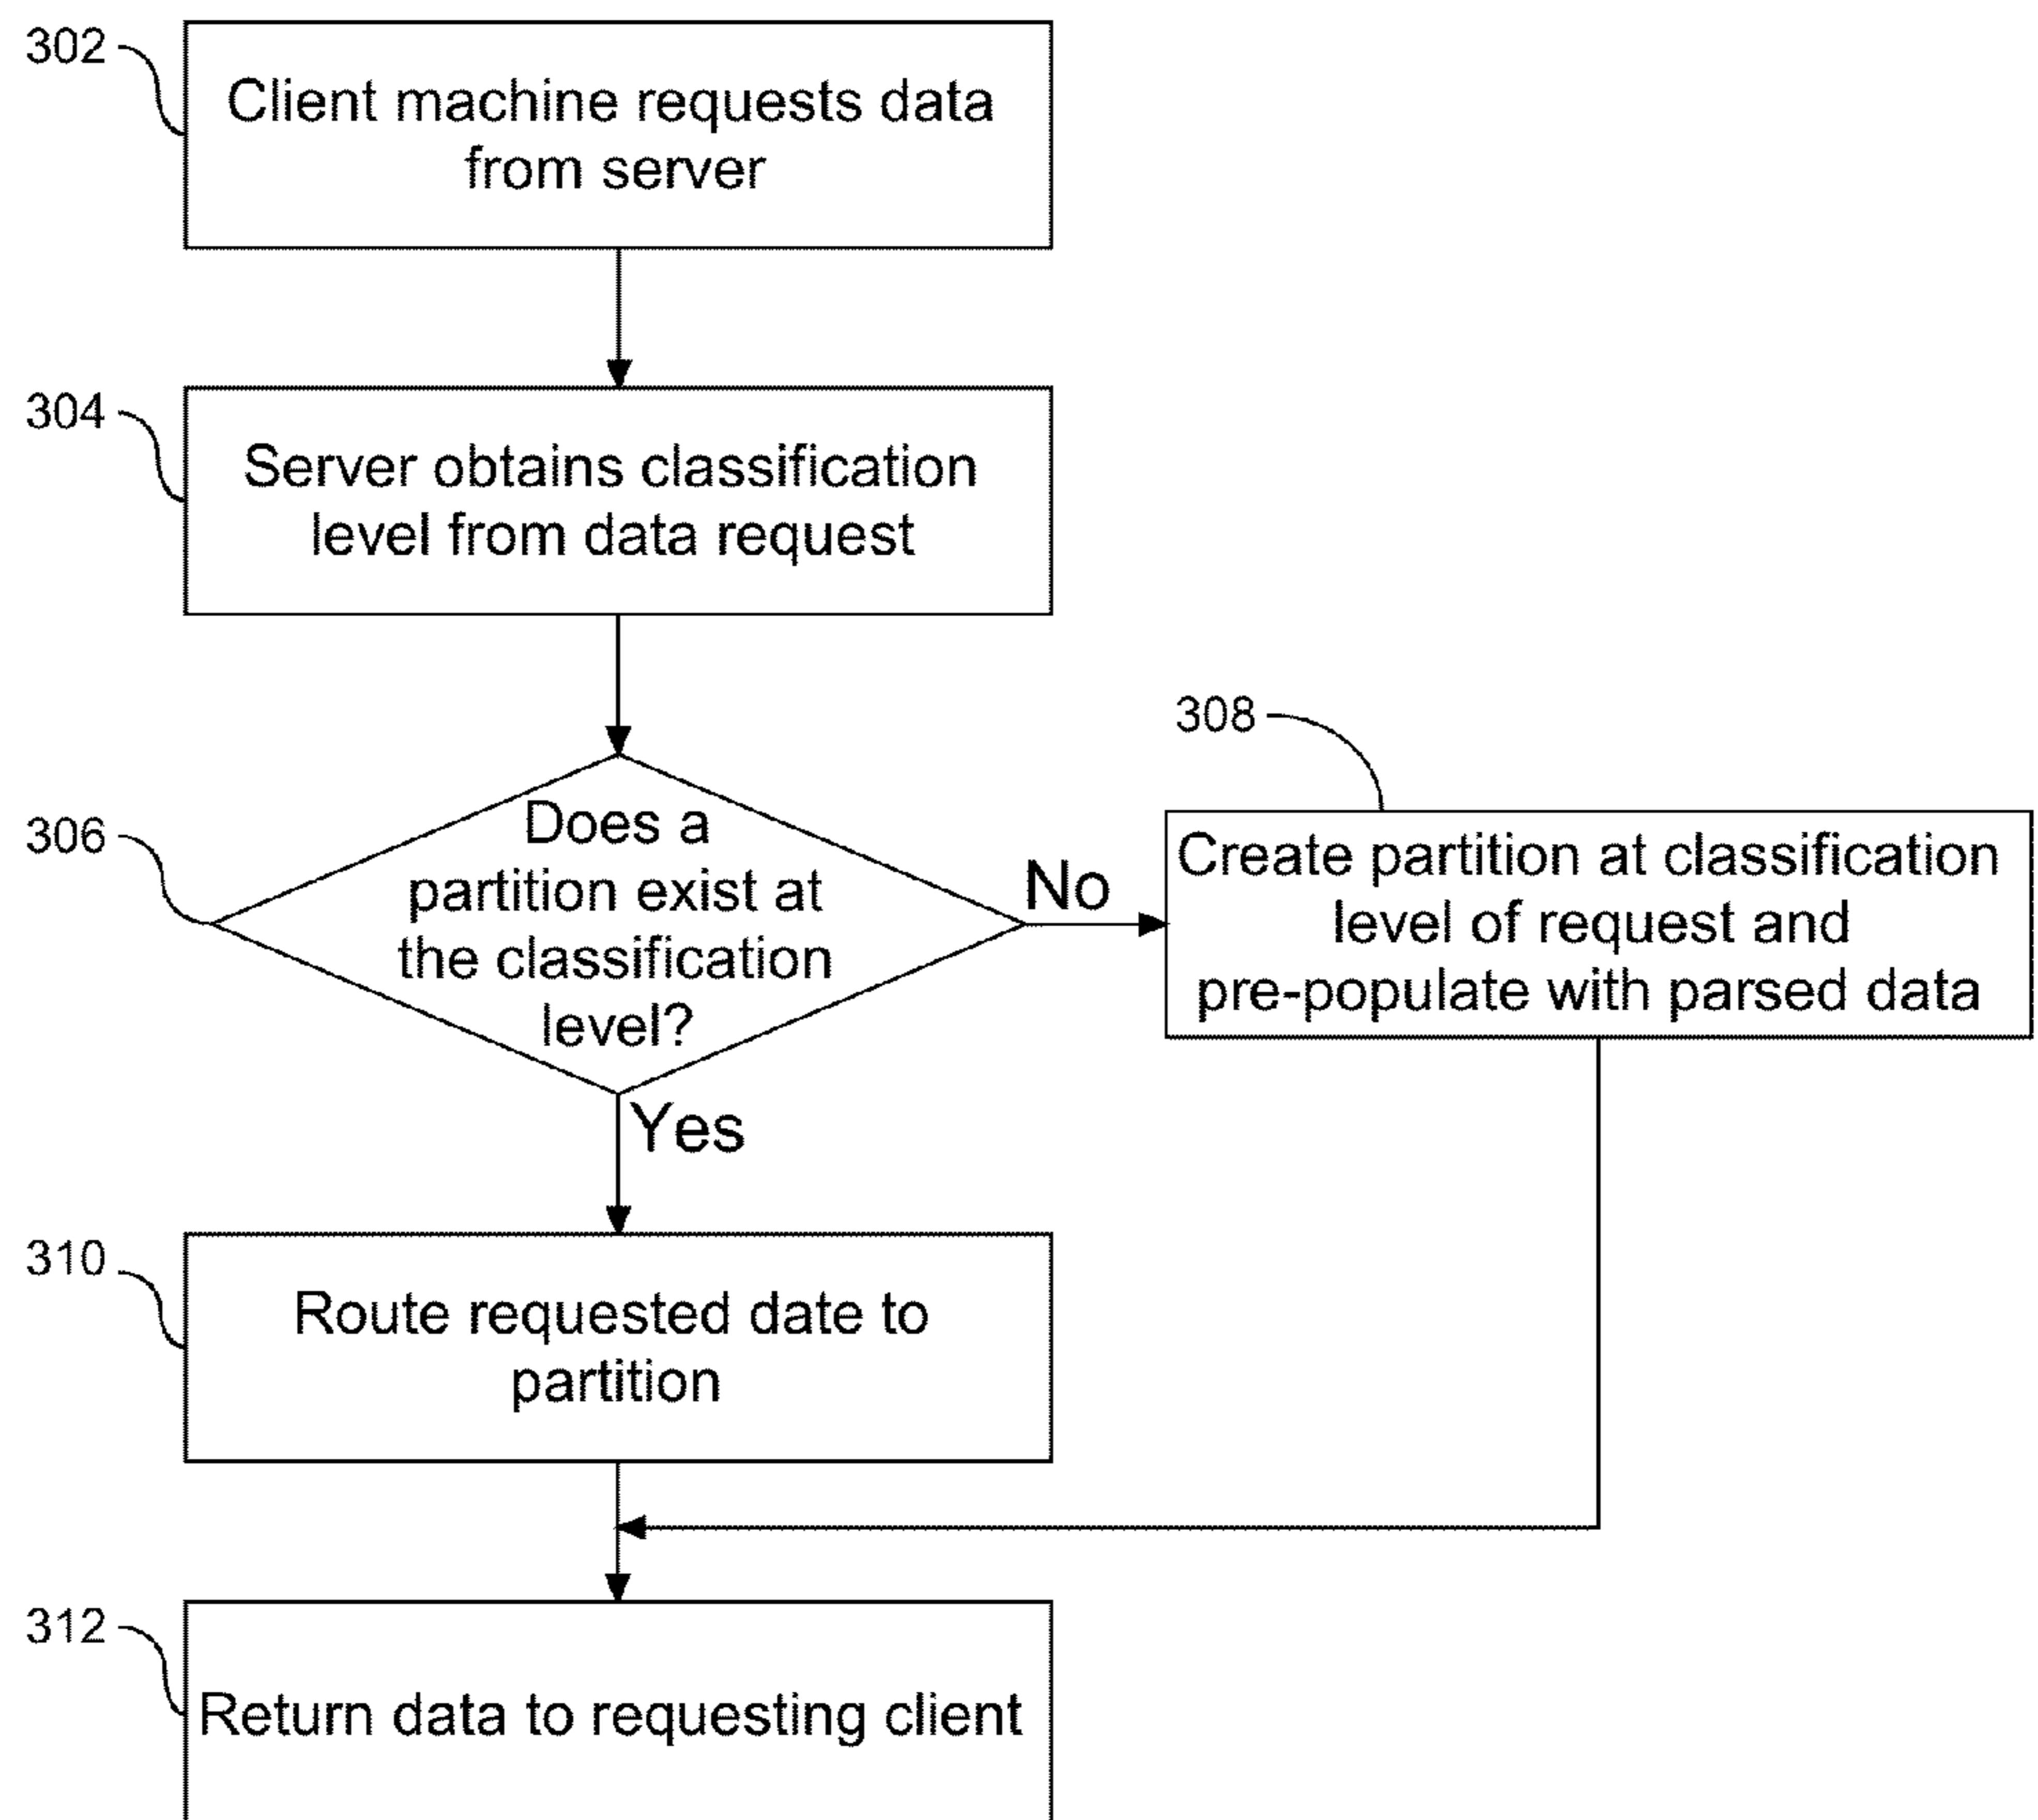 302
Client machine requests data
from server
304
Server obtains classification
level from data request
306
Does a
partition exist at
the classification
level?
No
308
Create partition at classification
level of request and
pre-populate with parsed data
Yes
310
Route requested date to
partition
312
Return data to requesting client